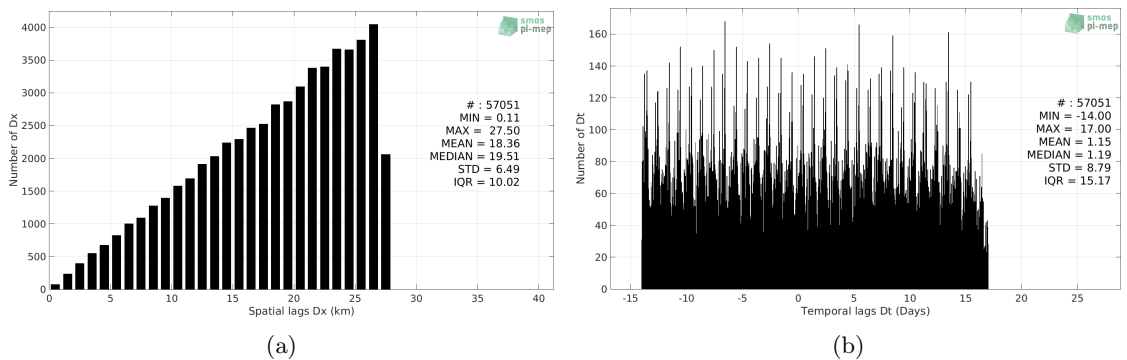 4000
3500
3000
2500
2000
1500
1000
500
0
Number of Dx
0 5 10 15 20 25 30 35 40
Spatial lags Dx (km)
smos
pi-mep
# : 57051
MIN = 0.11
MAX = 27.50
MEAN = 18.36
MEDIAN = 19.51
STD = 6.49
IQR = 10.02
(a)
160
140
120
100
80
60
40
20
0
Number of Dt
-15 -10 -5 0 5 10 15 20 25
Temporal lags Dt (Days)
smos
pi-mep
# : 57051
MIN = -14.00
MAX = 17.00
MEAN = 1.15
MEDIAN = 1.19
STD = 8.79
IQR = 15.17
(b)